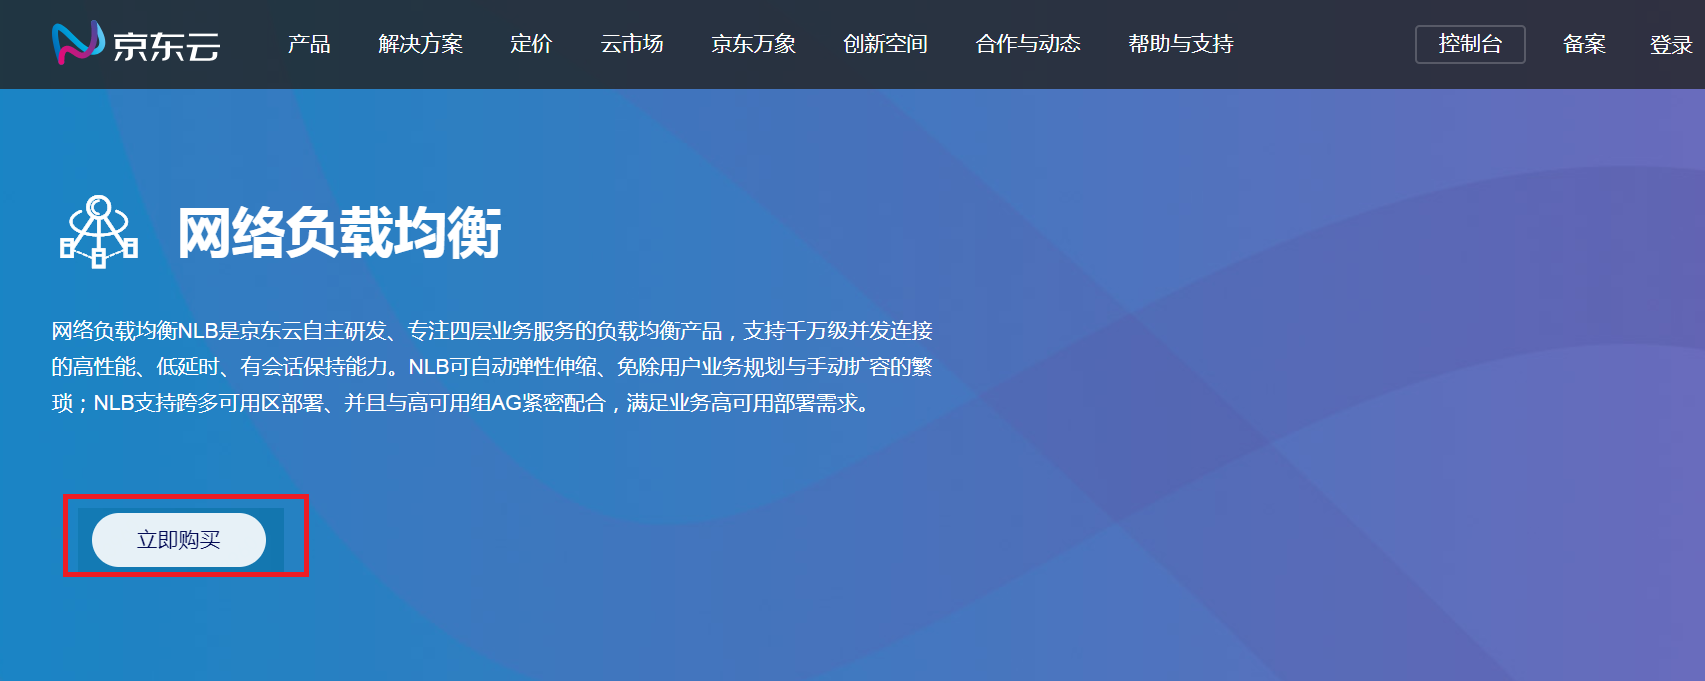 京东云 产品 解决方案 定价 云市场 京东万象 创新空间 合作与动态 帮助与支持 控制台 备案 登录
网络负载均衡
网络负载均衡NLB是京东云自主研发、专注四层业务服务的负载均衡产品，支持千万级并发连接
的高性能、低延时、有会话保持能力。NLB可自动弹性伸缩、免除用户业务规划与手动扩容的繁
琐；NLB支持跨多可用区部署、并且与高可用组AG紧密配合，满足业务高可用部署需求。
立即购买